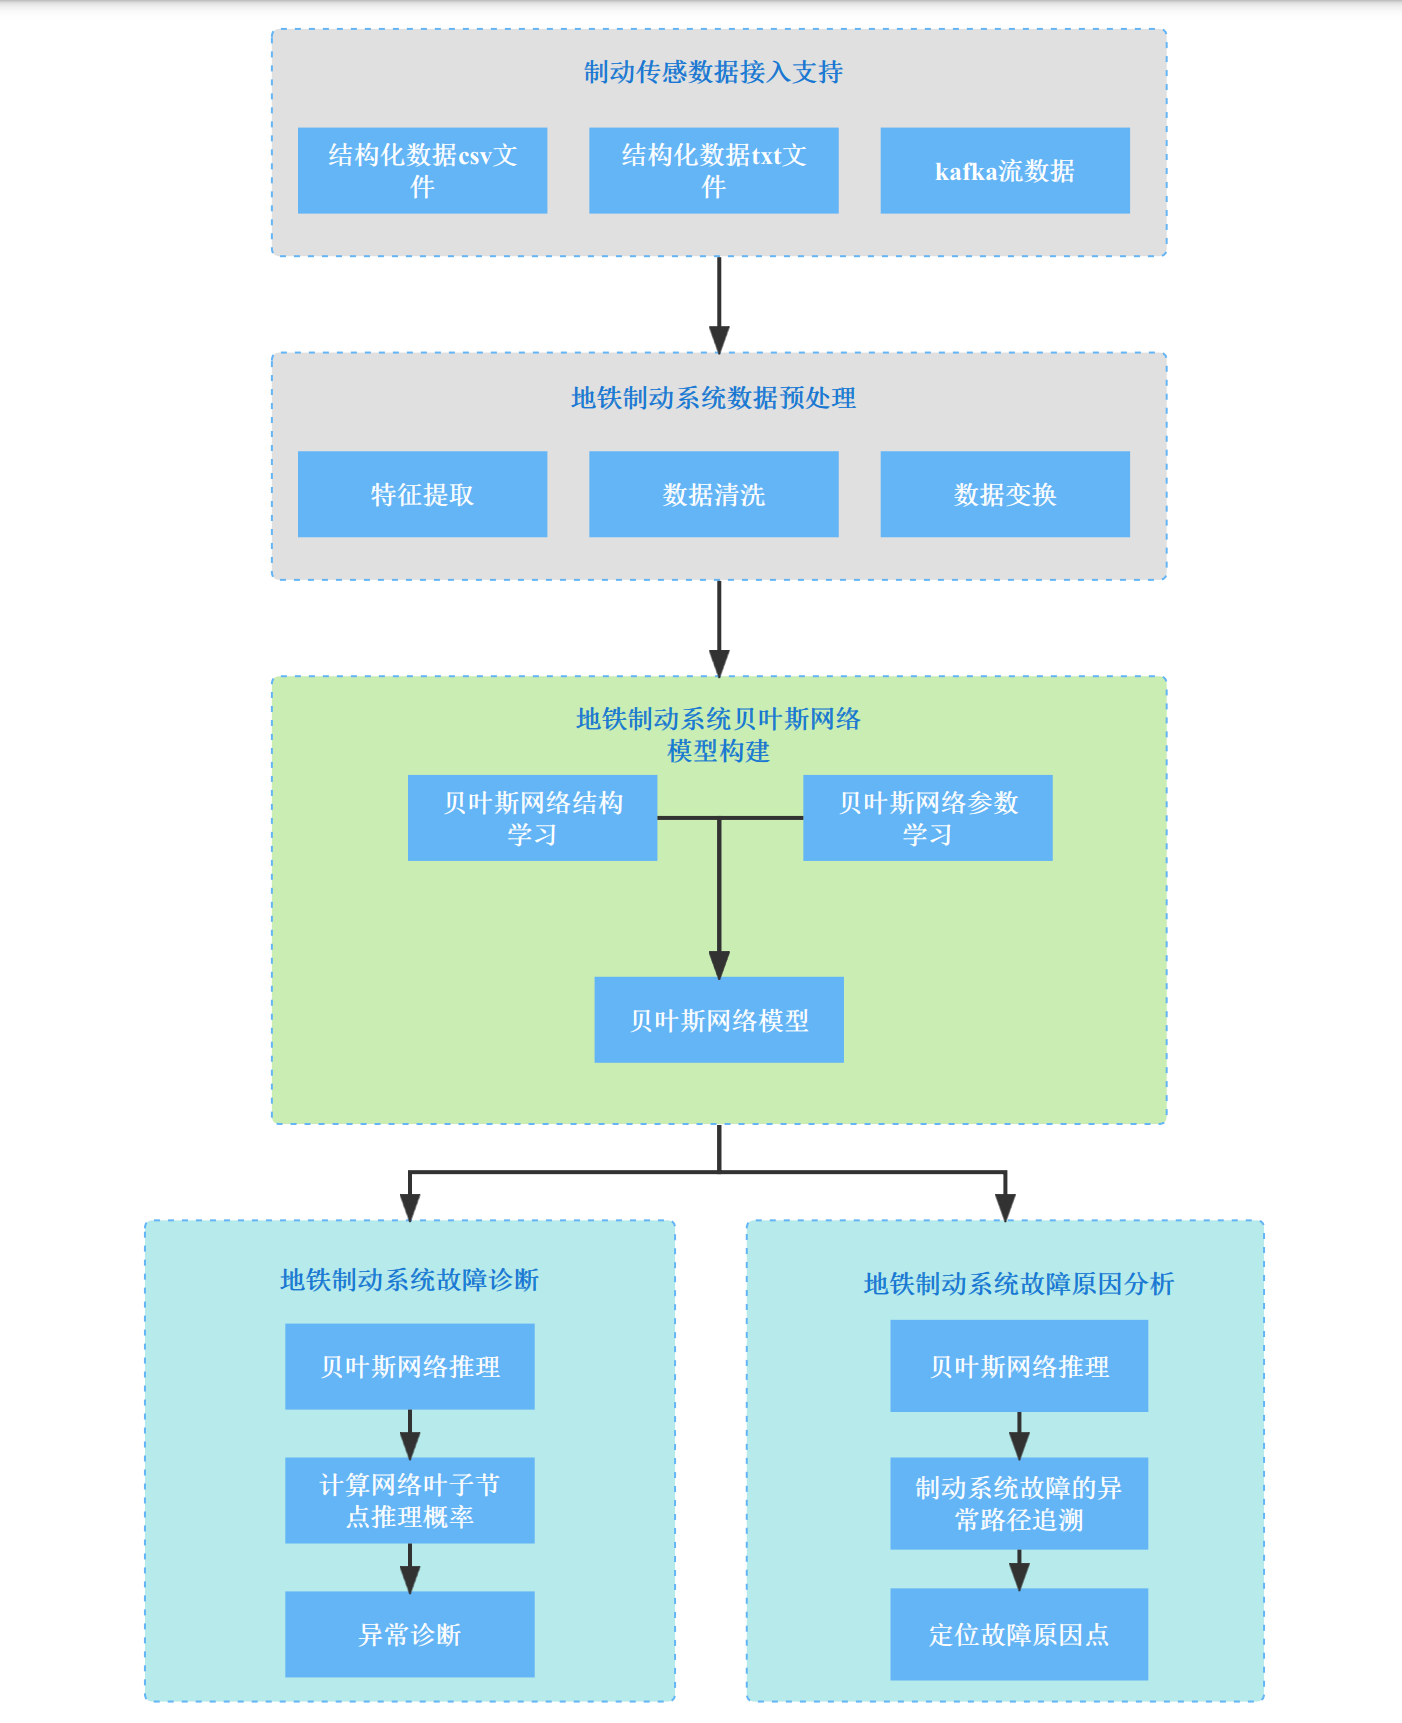 制动传感数据接入支持
结构化数据csv文
件
结构化数据txt文
件
kafka流数据
地铁制动系统数据预处理
特征提取
数据清洗
数据变换
地铁制动系统贝叶斯网络
模型构建
贝叶斯网络结构
学习
贝叶斯网络参数
学习
贝叶斯网络模型
地铁制动系统故障诊断
贝叶斯网络推理
计算网络叶子节
点推理概率
异常诊断
地铁制动系统故障原因分析
贝叶斯网络推理
制动系统故障的异
常路径追溯
定位故障原因点